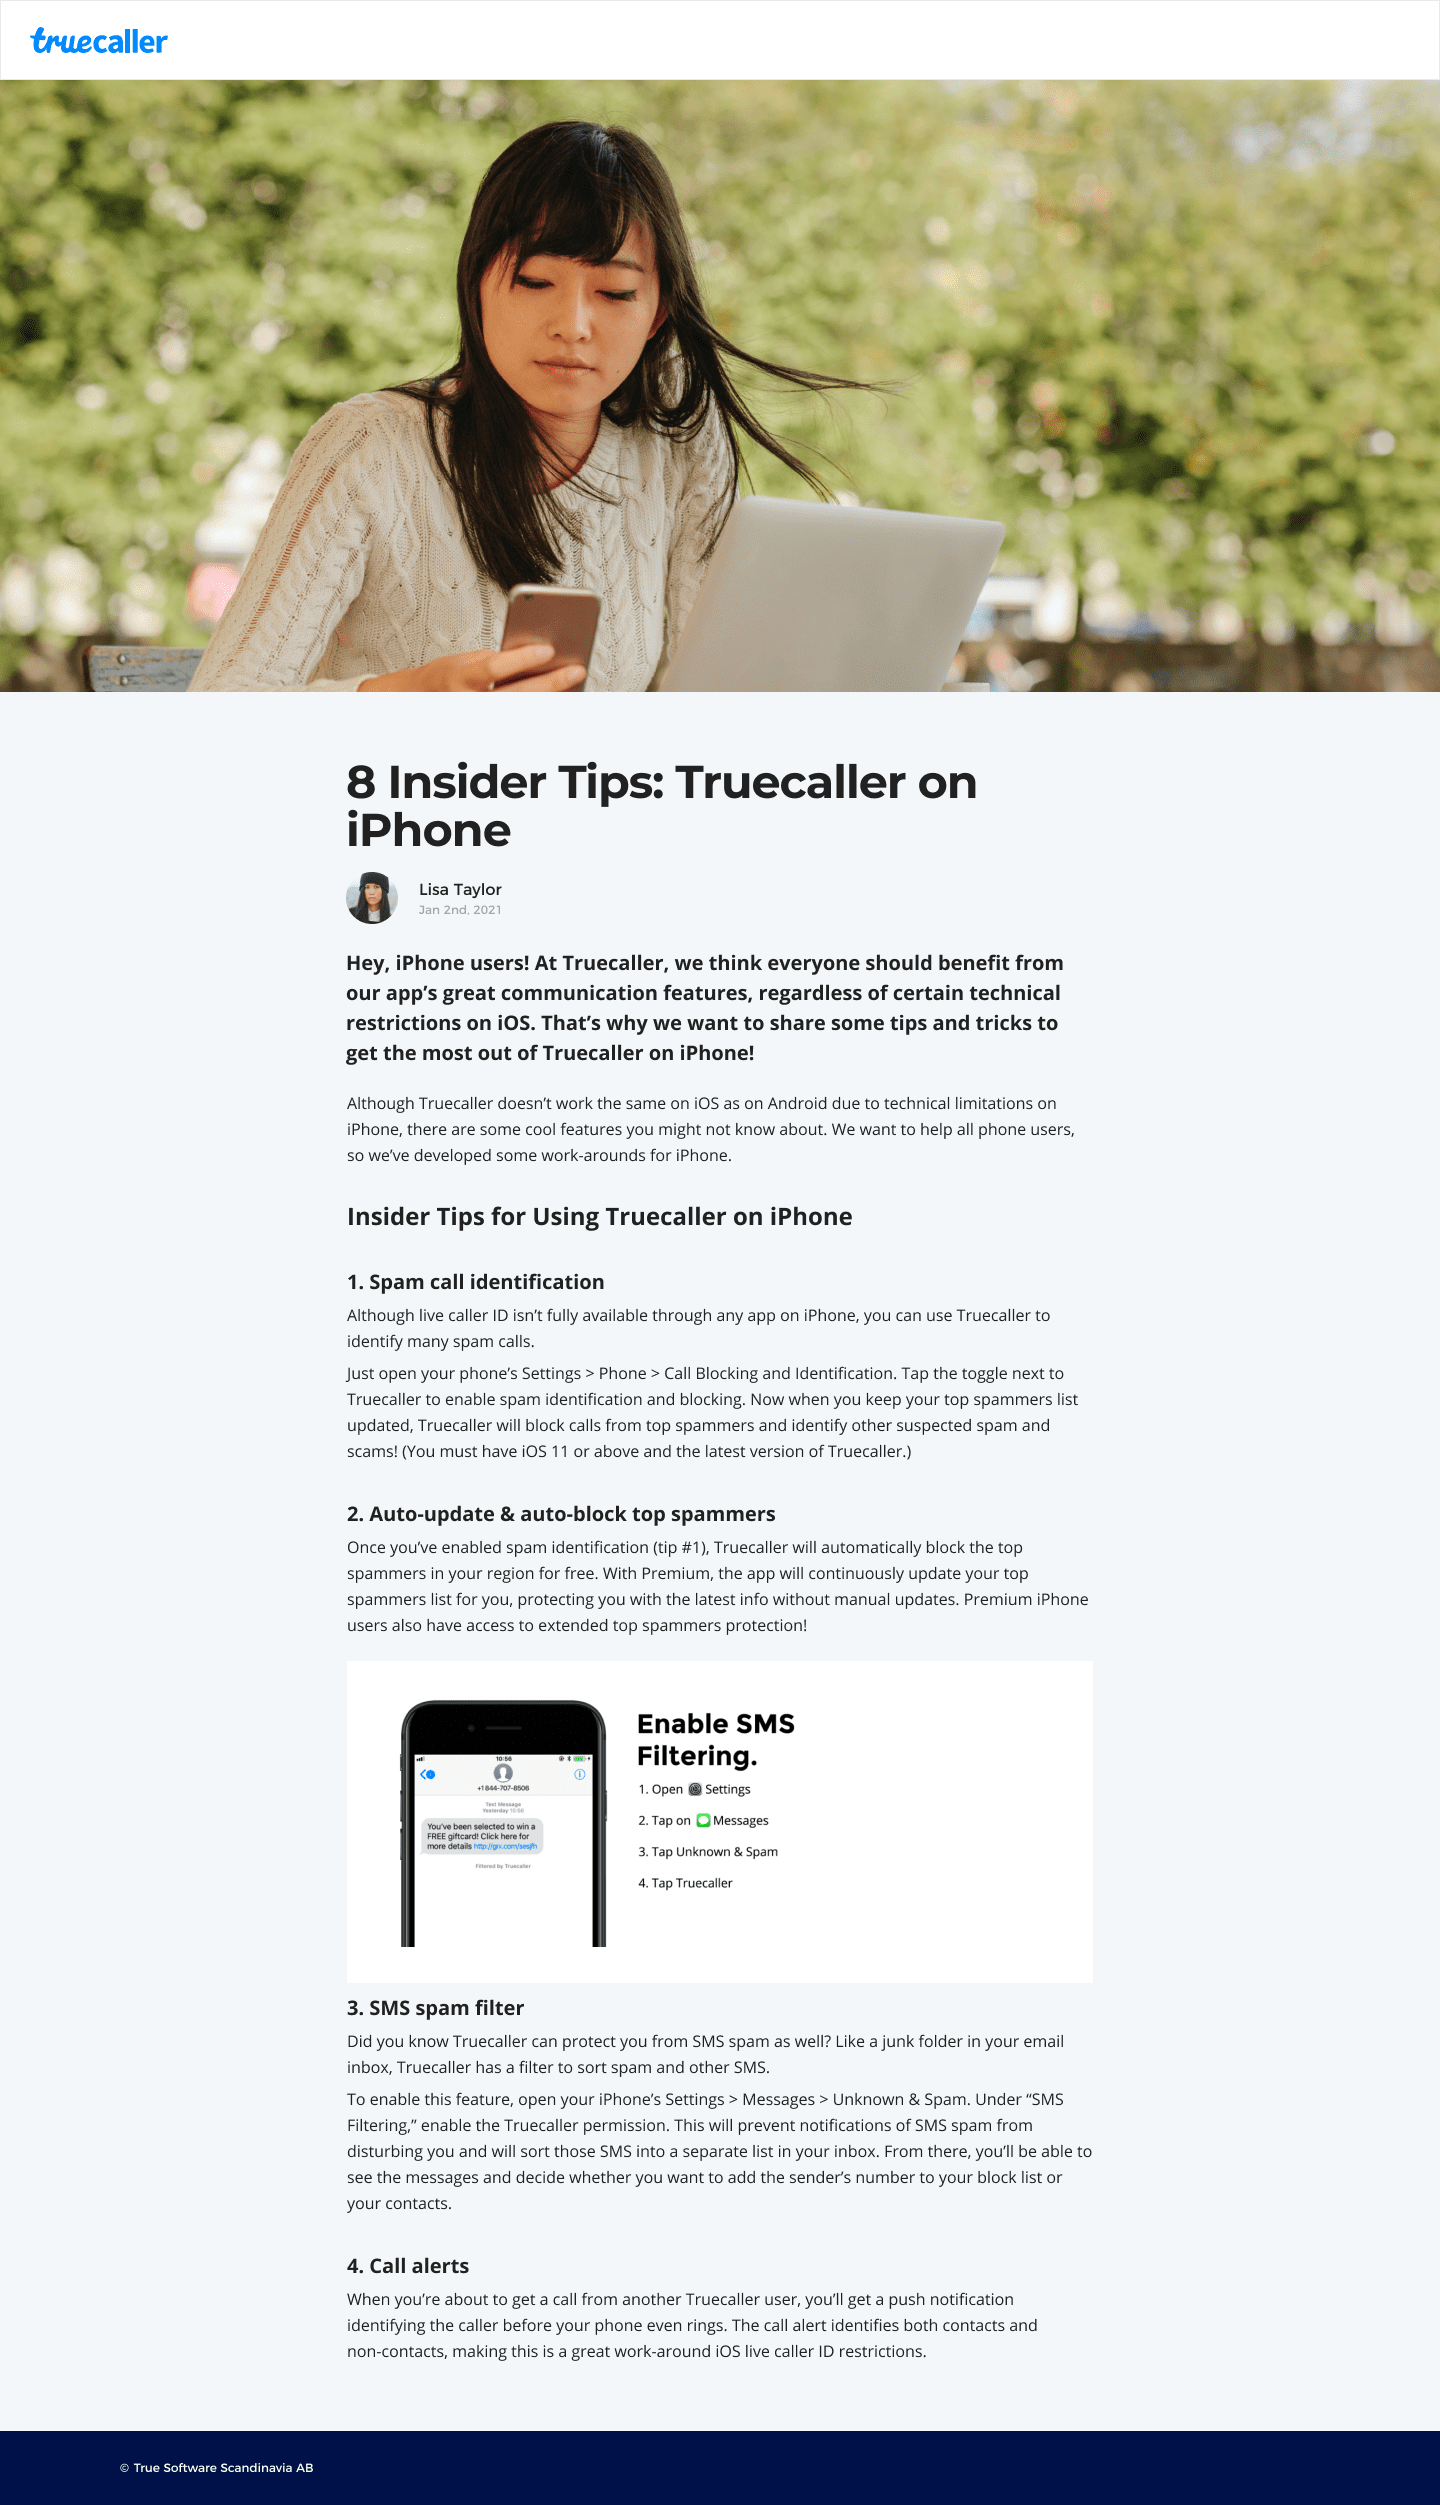 truecaller
8 Insider Tips: Truecaller on
iPhone
Lisa Taylor
Jan 2nd, 2021
Hey, iPhone users! At Truecaller, we think everyone should benefit from
our app’s great communication features, regardless of certain technical
restrictions on iOS. That’s why we want to share some tips and tricks to
get the most out of Truecaller on iPhone!
Although Truecaller doesn’t work the same on iOS as on Android due to technical limitations on
iPhone, there are some cool features you might not know about. We want to help all phone users,
so we’ve developed some work-arounds for iPhone.
Insider Tips for Using Truecaller on iPhone
1. Spam call identification
Although live caller ID isn’t fully available through any app on iPhone, you can use Truecaller to
identify many spam calls.
Just open your phone’s Settings > Phone > Call Blocking and Identification. Tap the toggle next to
Truecaller to enable spam identification and blocking. Now when you keep your top spammers list
updated, Truecaller will block calls from top spammers and identify other suspected spam and
scams! (You must have iOS 11 or above and the latest version of Truecaller.)
2. Auto-update & auto-block top spammers
Once you’ve enabled spam identification (tip #1), Truecaller will automatically block the top
spammers in your region for free. With Premium, the app will continuously update your top
spammers list for you, protecting you with the latest info without manual updates. Premium iPhone
users also have access to extended top spammers protection!
10:56
+1 844-707-8506
Text Message
Yesterday 10:56
You’ve been selected to win a
FREE giftcard! Click here for
more details
Filtered by Truecaller
Enable SMS
Filtering.
1. Open Settings
2. Tap on Messages
3. Tap Unknown & Spam
4. Tap Truecaller
3. SMS spam filter
Did you know Truecaller can protect you from SMS spam as well? Like a junk folder in your email
inbox, Truecaller has a filter to sort spam and other SMS.
To enable this feature, open your iPhone’s Settings > Messages > Unknown & Spam. Under “SMS
Filtering,” enable the Truecaller permission. This will prevent notifications of SMS spam from
disturbing you and will sort those SMS into a separate list in your inbox. From there, you’ll be able to
see the messages and decide whether you want to add the sender’s number to your block list or
your contacts.
4. Call alerts
When you’re about to get a call from another Truecaller user, you’ll get a push notification
identifying the caller before your phone even rings. The call alert identifies both contacts and
non-contacts, making this is a great work-around iOS live caller ID restrictions.
© True Software Scandinavia AB